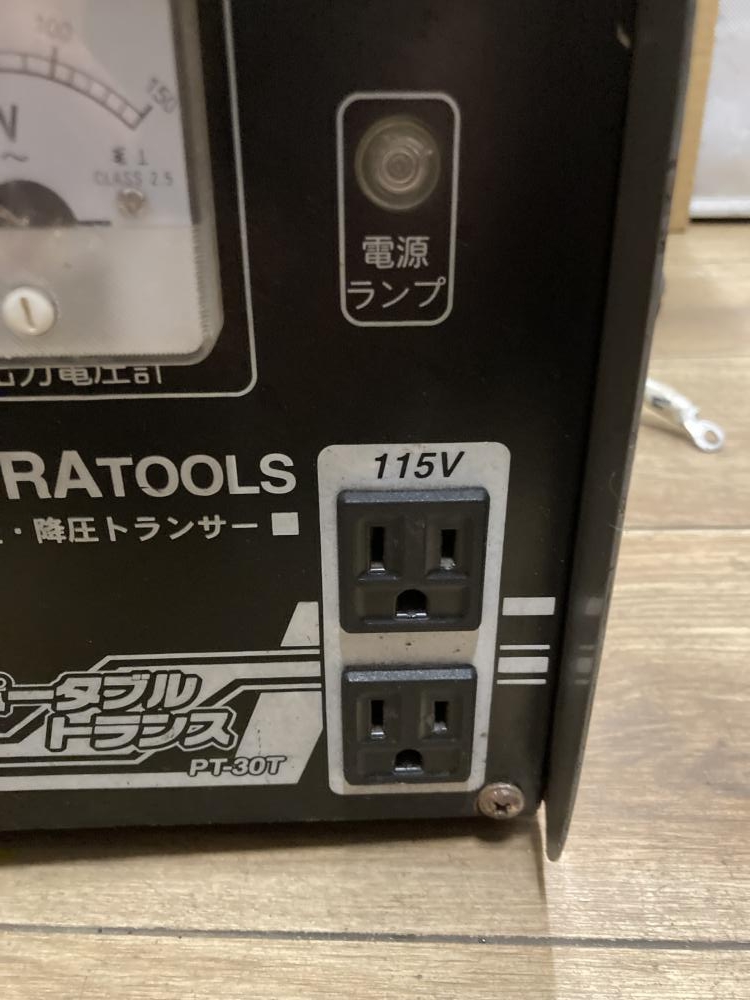 100
150
CLASS 2.5
電源
ランプ
出力電圧計
RATOOLS
・降圧トランサー
115V
ポータブル
トランス
PT-30T